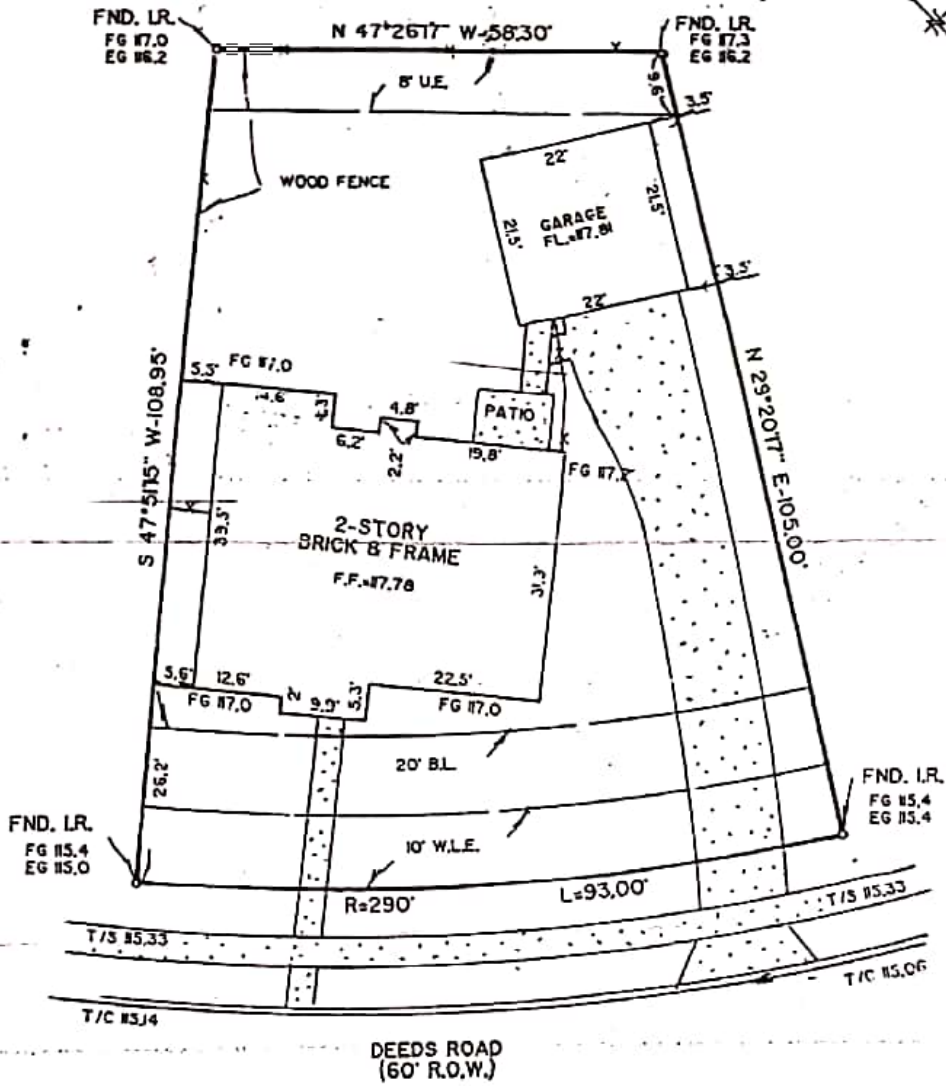 FND. I.R.
FG 117.0
EG 116.2
N 47°26'17" W-58.30'
FND. I.R.
FG 117.3
EG 116.2
8' U.E.
9.6'
3.5'
WOOD FENCE
22'
GARAGE
FL.=117.81
21.5'
21.5'
22'
3.5'
S 47°51'15" W-108.95'
N 29°20'17" E-105.00'
5.5'
FG 117.0
4.3'
6.2'
4.8'
2.2'
PATIO
19.8'
FG 117.2
39.5'
2-STORY
BRICK & FRAME
F.F.=117.78
31.3'
5.6'
12.6'
FG 117.0
2'
9.9'
5.3'
22.5'
FG 117.0
20' B.L.
26.2'
10' W.L.E.
FND. I.R.
FG 115.4
EG 115.0
FND. I.R.
FG 115.4
EG 115.4
R=290'
L=93.00'
T/S 115.33
T/S 115.33
T/C 115.06
T/C 113.14
DEEDS ROAD
(60' R.O.W.)